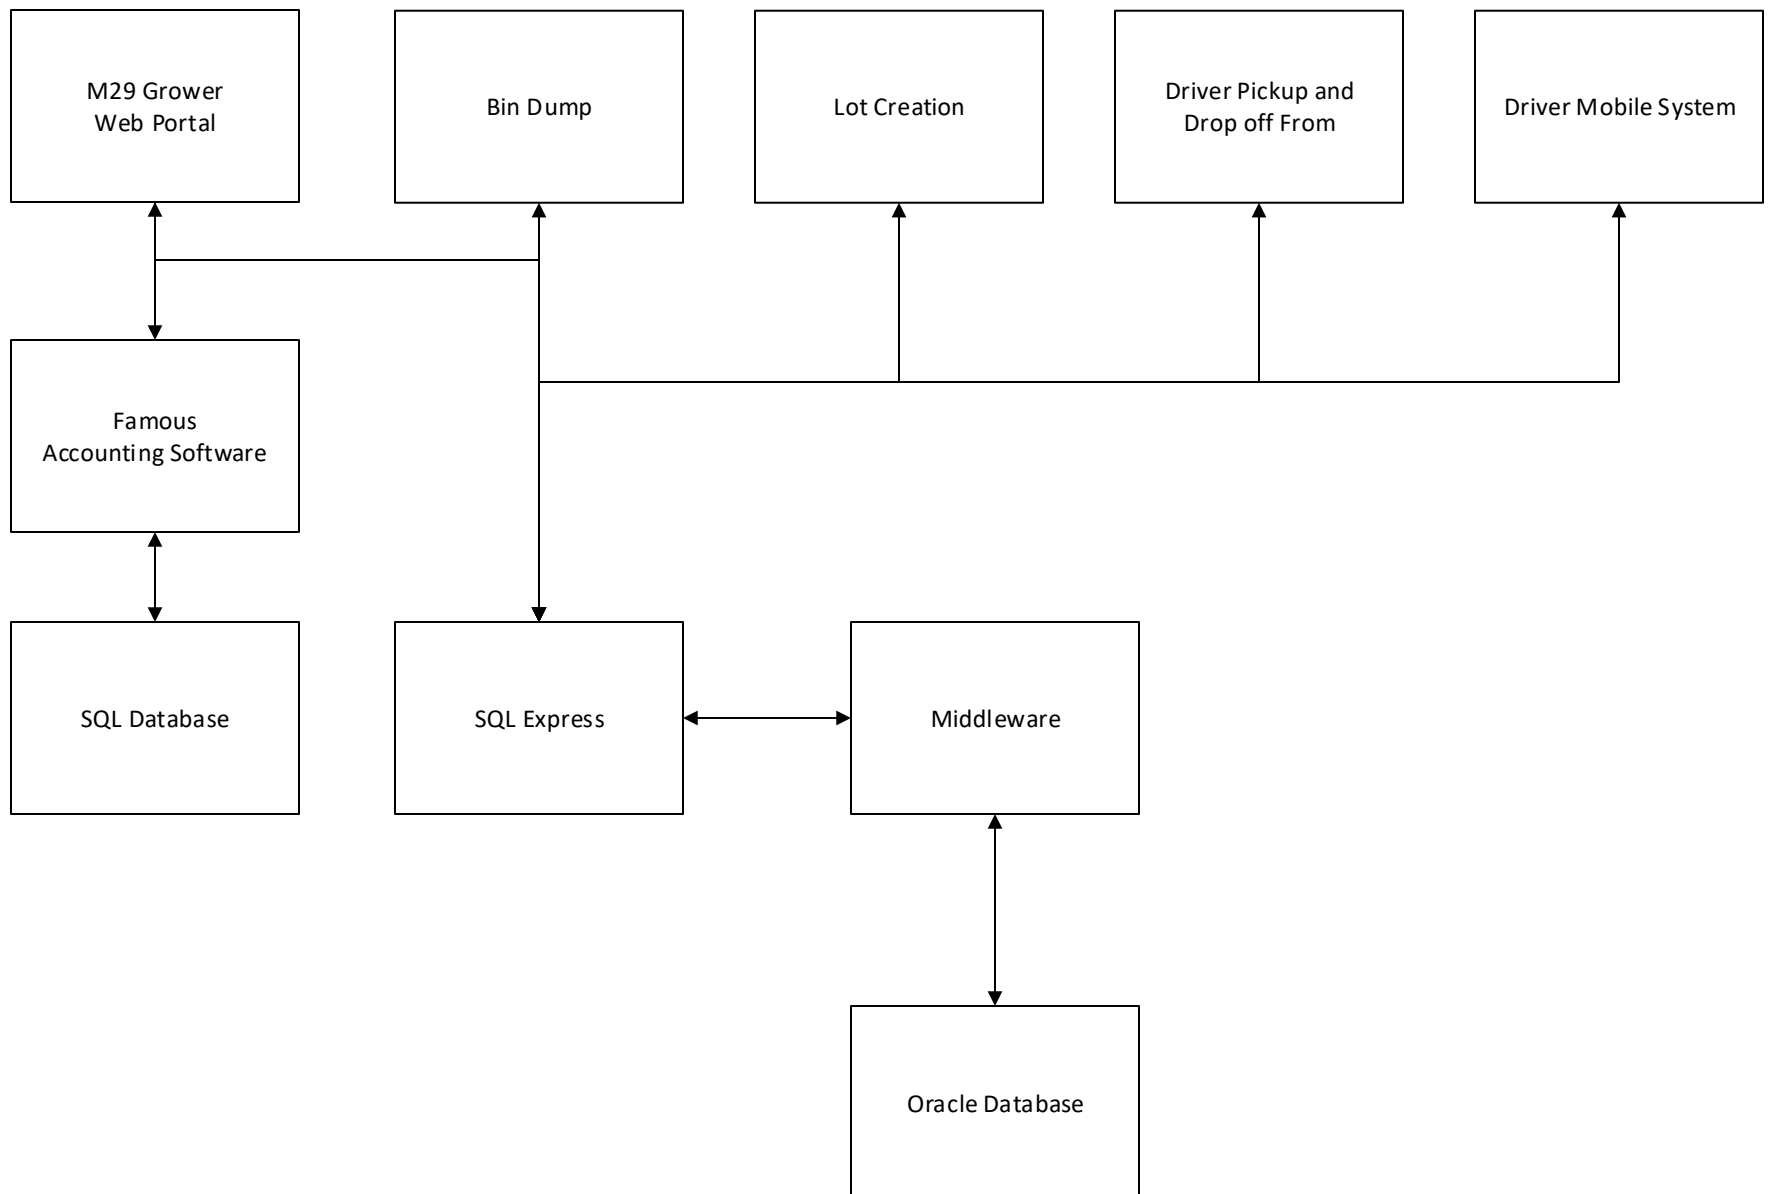 M29 Grower
Web Portal
Bin Dump
Lot Creation
Driver Pickup and
Drop off From
Driver Mobile System
Famous
Accounting Software
SQL Database
SQL Express
Middleware
Oracle Database